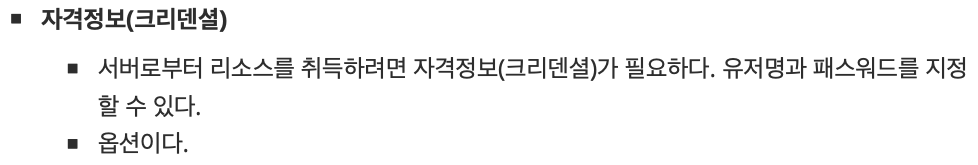 ■ 자격정보(크리덴셜)
■ 서버로부터 리소스를 취득하려면 자격정보(크리덴셜)가 필요하다. 유저명과 패스워드를 지정
할 수 있다.
■ 옵션이다.